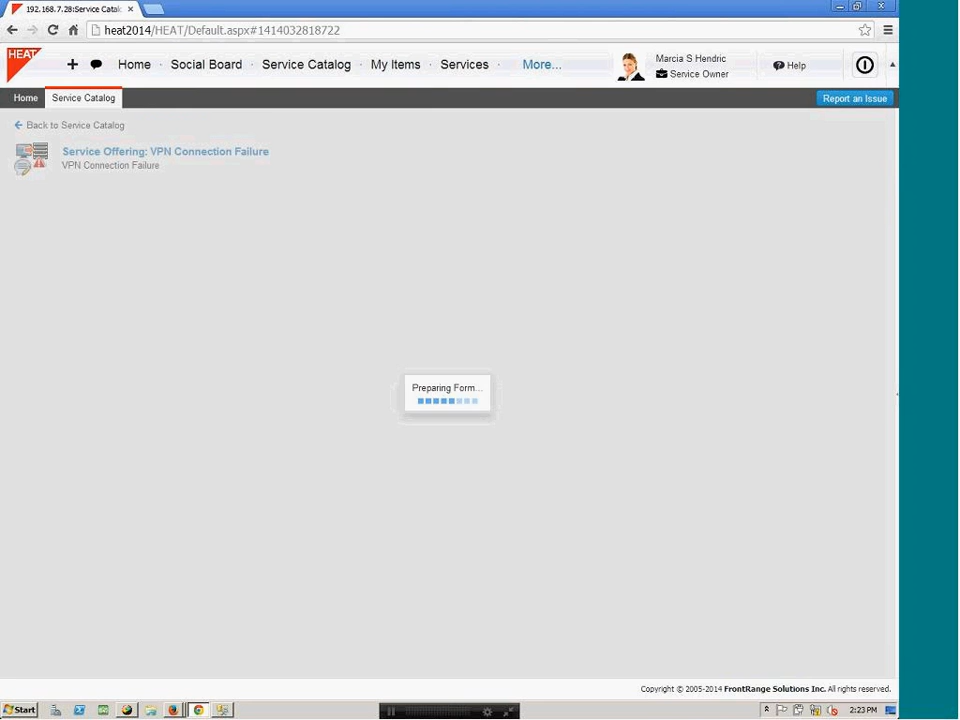 192.168.7.28:Service Catal
heat2014/HEAT/Default.aspx#1414032818722
HEAT
Home · Social Board · Service Catalog · My Items · Services · More...
Marcia S Hendric
Service Owner
Help
Home
Service Catalog
Report an Issue
Back to Service Catalog
Service Offering: VPN Connection Failure
VPN Connection Failure
Preparing Form...
Copyright © 2005-2014 FrontRange Solutions Inc. All rights reserved.
Start
2:23 PM